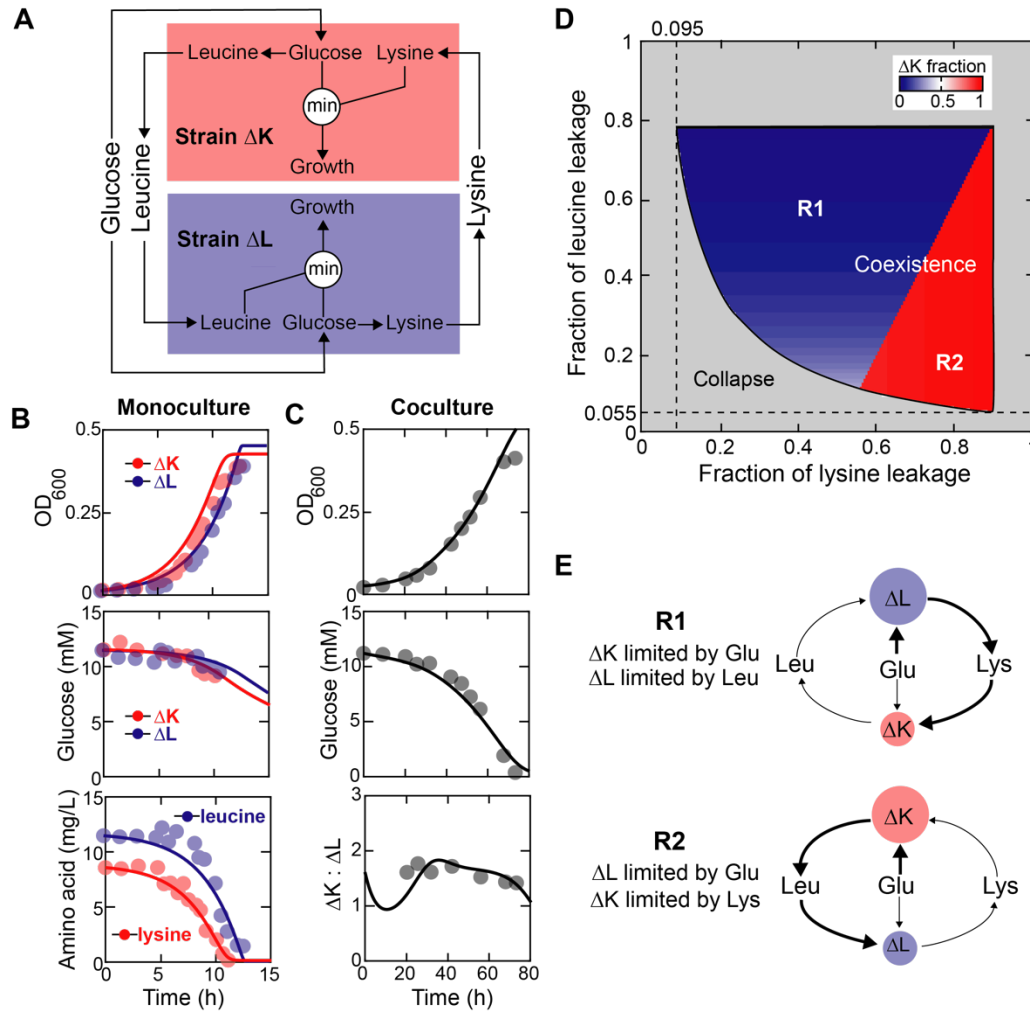 A
Leucine Glucose Lysine
min
Strain ΔK
Growth
Glucose
Leucine
Lysine
Growth
Strain ΔL
min
Leucine Glucose Lysine
B
Monoculture
OD600
0.5
0.25
0
ΔK
ΔL
Glucose (mM)
15
10
5
0
ΔK
ΔL
Amino acid (mg/L)
15
10
5
0
leucine
lysine
0 5 10 15
Time (h)
C
Coculture
OD600
0.5
0.25
0
Glucose (mM)
15
10
5
0
ΔK : ΔL
3
2
1
0
0 20 40 60 80
Time (h)
D
0.095
ΔK fraction
0 0.5 1
Fraction of leucine leakage
1
0.8
0.6
0.4
0.2
0.055
0
R1
Coexistence
R2
Collapse
0 0.2 0.4 0.6 0.8 1
Fraction of lysine leakage
E
R1
ΔK limited by Glu
ΔL limited by Leu
ΔL
Leu Glu Lys
ΔK
R2
ΔL limited by Glu
ΔK limited by Lys
ΔK
Leu Glu Lys
ΔL